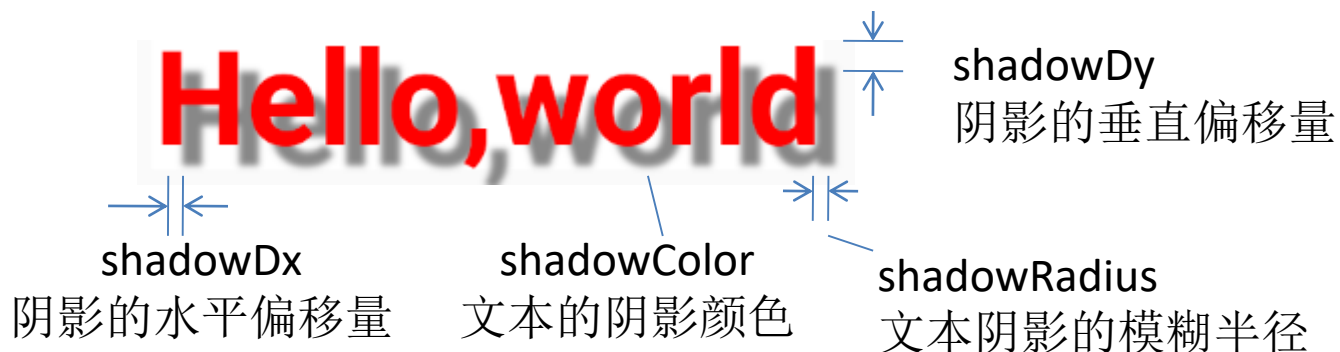 Hello,world
shadowDy
阴影的垂直偏移量
shadowDx
阴影的水平偏移量
shadowColor
文本的阴影颜色
shadowRadius
文本阴影的模糊半径